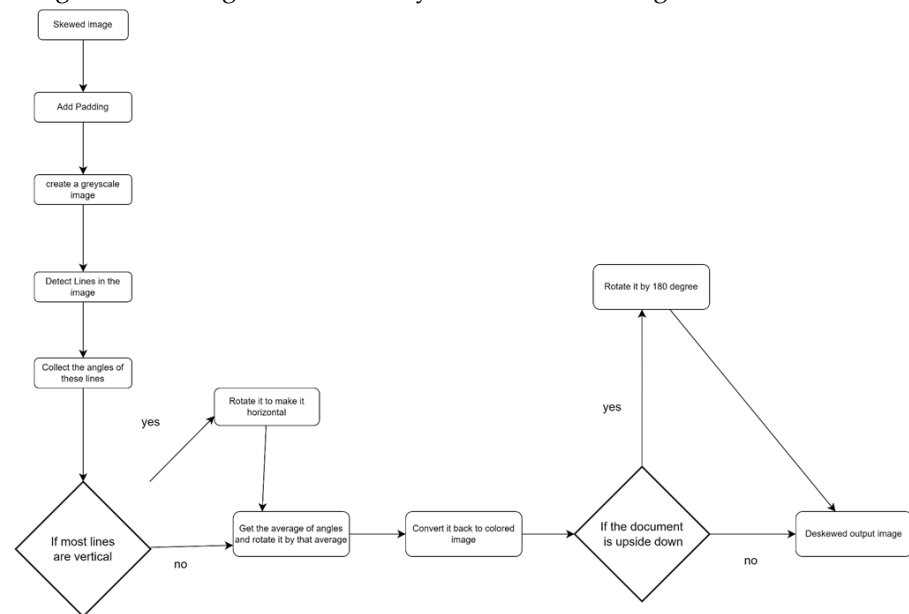 Skewed image
Add Padding
create a greyscale
image
Detect Lines in the
image
Collect the angles of
these lines
If most lines
are vertical
yes
Rotate it to make it
horizontal
no
Get the average of angles
and rotate it by that average
Convert it back to colored
image
If the document
is upside down
yes
Rotate it by 180 degree
no
Deskewed output image